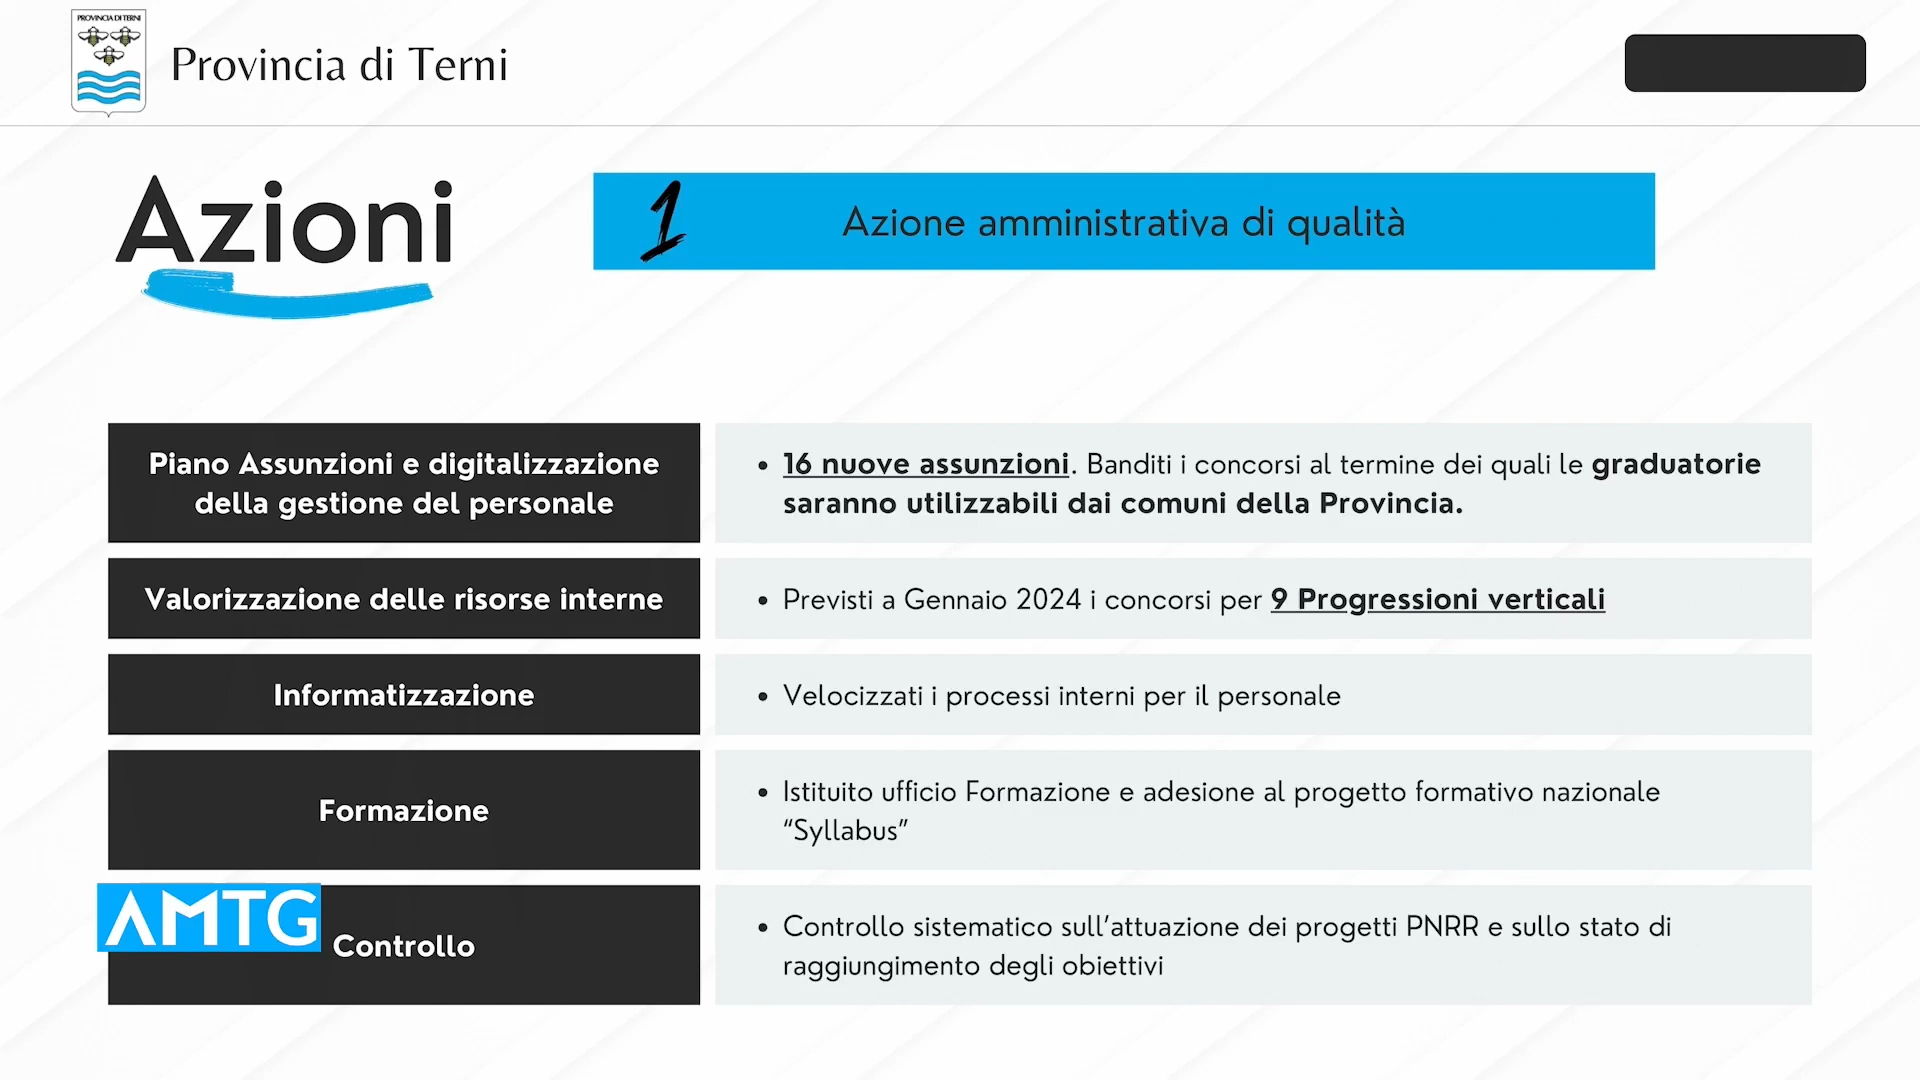 PROVINCIA DI TERNI
Provincia di Terni
Azioni
1
Azione amministrativa di qualità
Piano Assunzioni e digitalizzazione
della gestione del personale
• 16 nuove assunzioni. Banditi i concorsi al termine dei quali le graduatorie
saranno utilizzabili dai comuni della Provincia.
Valorizzazione delle risorse interne
• Previsti a Gennaio 2024 i concorsi per 9 Progressioni verticali
Informatizzazione
• Velocizzati i processi interni per il personale
Formazione
• Istituito ufficio Formazione e adesione al progetto formativo nazionale
“Syllabus”
AMTG
Controllo
• Controllo sistematico sull’attuazione dei progetti PNRR e sullo stato di
raggiungimento degli obiettivi